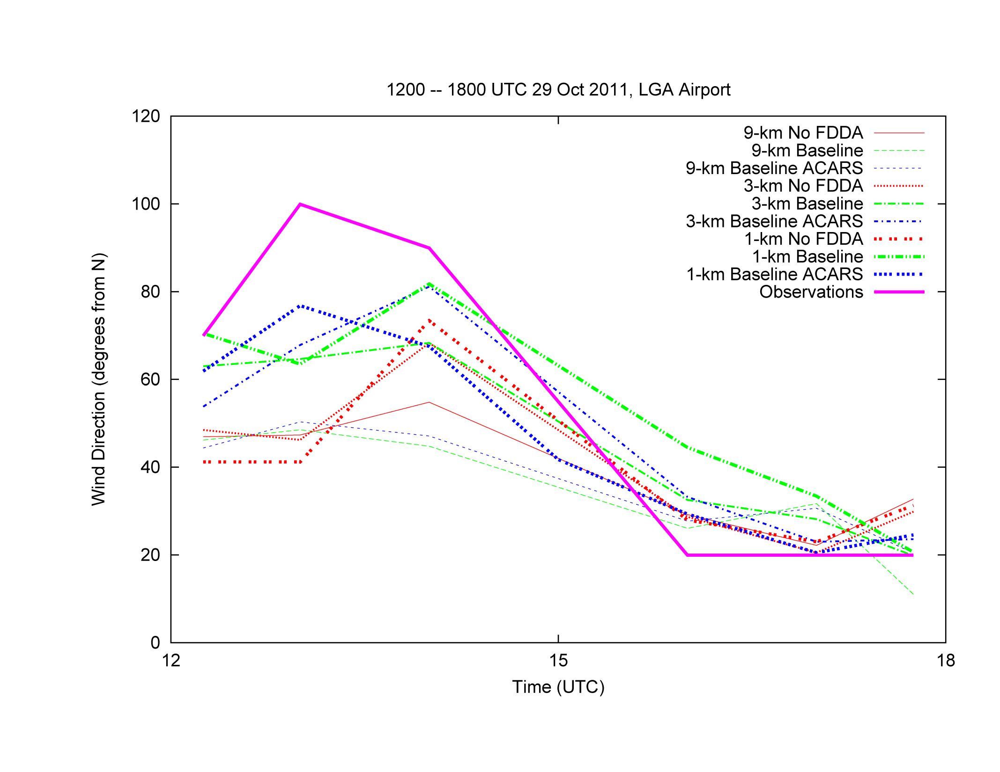 1200 -- 1800 UTC 29 Oct 2011, LGA Airport
120
100
80
60
40
20
0
12
15
18
Wind Direction (degrees from N)
Time (UTC)
9-km No FDDA
9-km Baseline
9-km Baseline ACARS
3-km No FDDA
3-km Baseline
3-km Baseline ACARS
1-km No FDDA
1-km Baseline
1-km Baseline ACARS
Observations